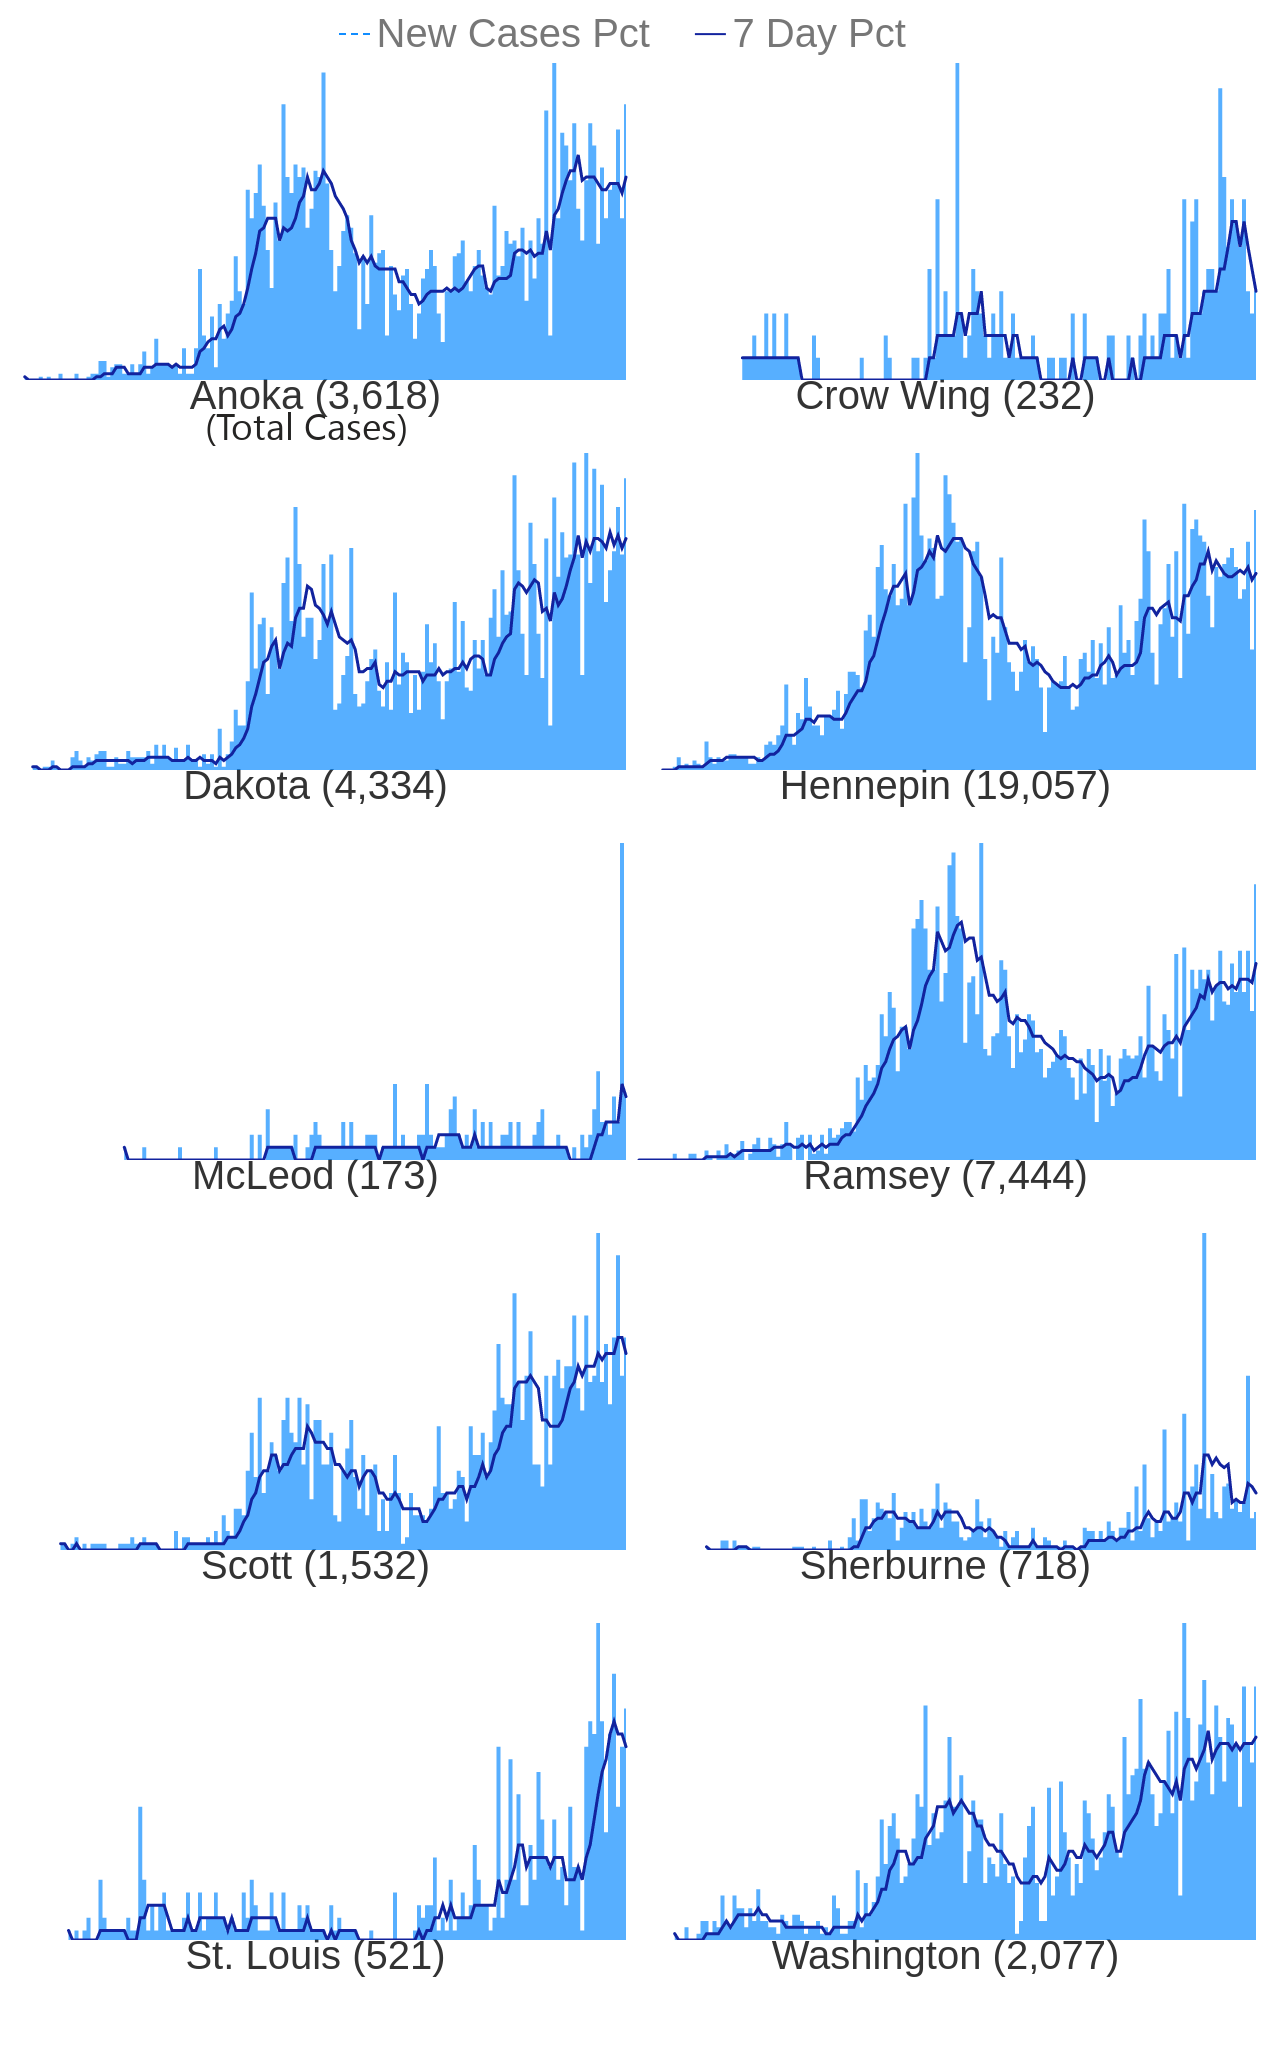 New Cases Pct 7 Day Pct
Anoka (3,618)
(Total Cases)
Crow Wing (232)
Dakota (4,334)
Hennepin (19,057)
McLeod (173)
Ramsey (7,444)
Scott (1,532)
Sherburne (718)
St. Louis (521)
Washington (2,077)